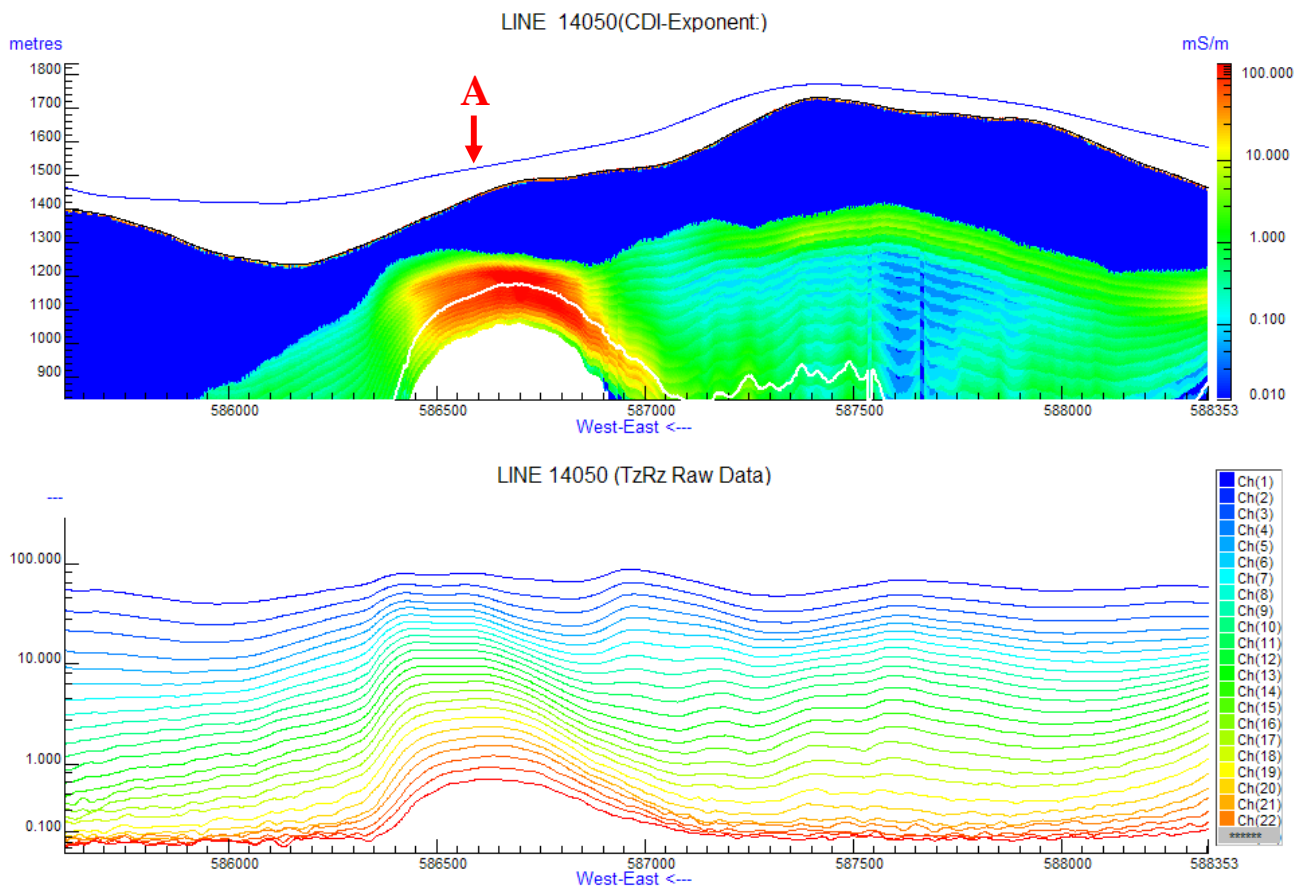 LINE 14050(CDI-Exponent:)
metres
mS/m
A
1800
1700
1600
1500
1400
1300
1200
1100
1000
900
100.000
10.000
1.000
0.100
0.010
586000
586500
587000
587500
588000
588353
West-East <---
LINE 14050 (TzRz Raw Data)
---
100.000
10.000
1.000
0.100
Ch(1)
Ch(2)
Ch(3)
Ch(4)
Ch(5)
Ch(6)
Ch(7)
Ch(8)
Ch(9)
Ch(10)
Ch(11)
Ch(12)
Ch(13)
Ch(14)
Ch(15)
Ch(16)
Ch(17)
Ch(18)
Ch(19)
Ch(20)
Ch(21)
Ch(22)
******
586000
586500
587000
587500
588000
588353
West-East <---